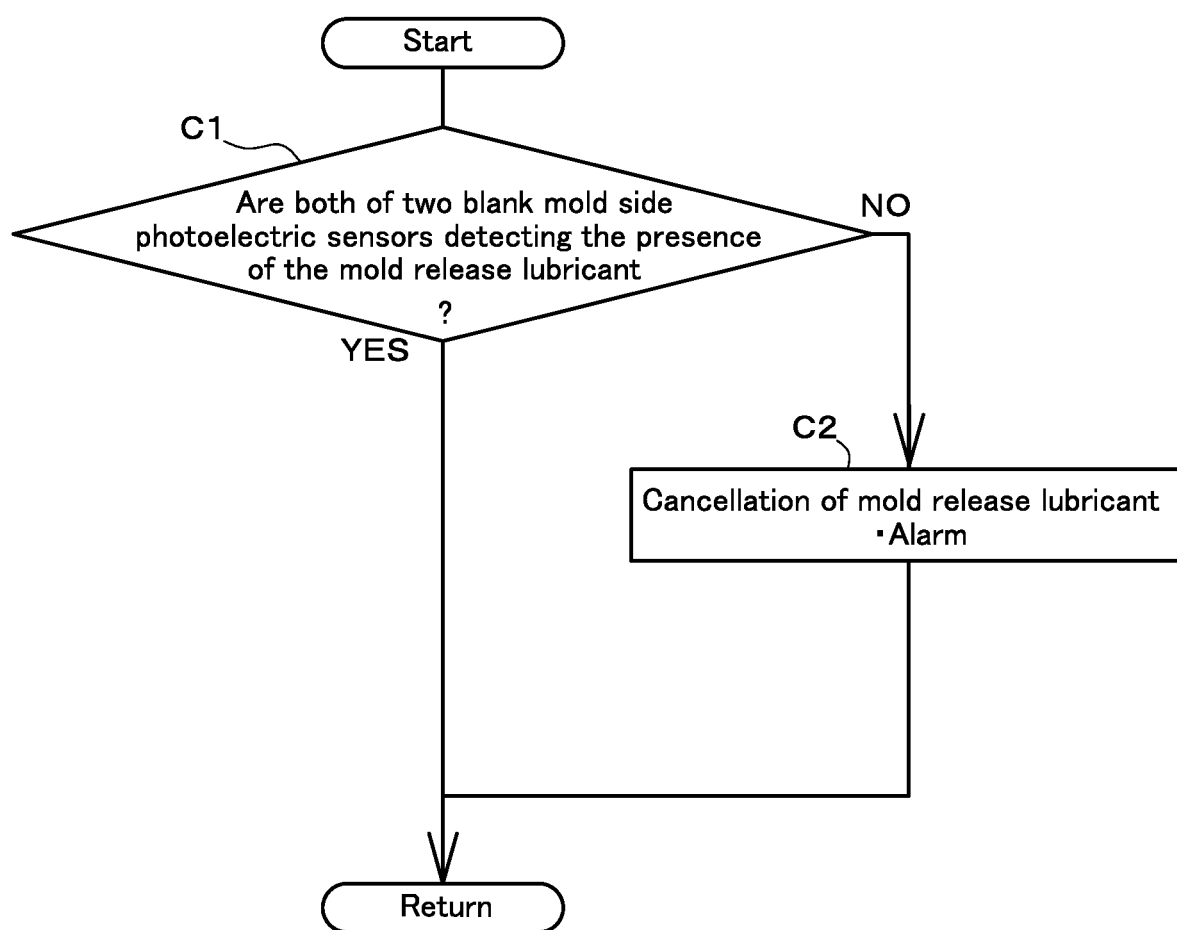 Start
C1
Are both of two blank mold side
photoelectric sensors detecting the presence
of the mold release lubricant
?
NO
YES
C2
Cancellation of mold release lubricant
・Alarm
Return